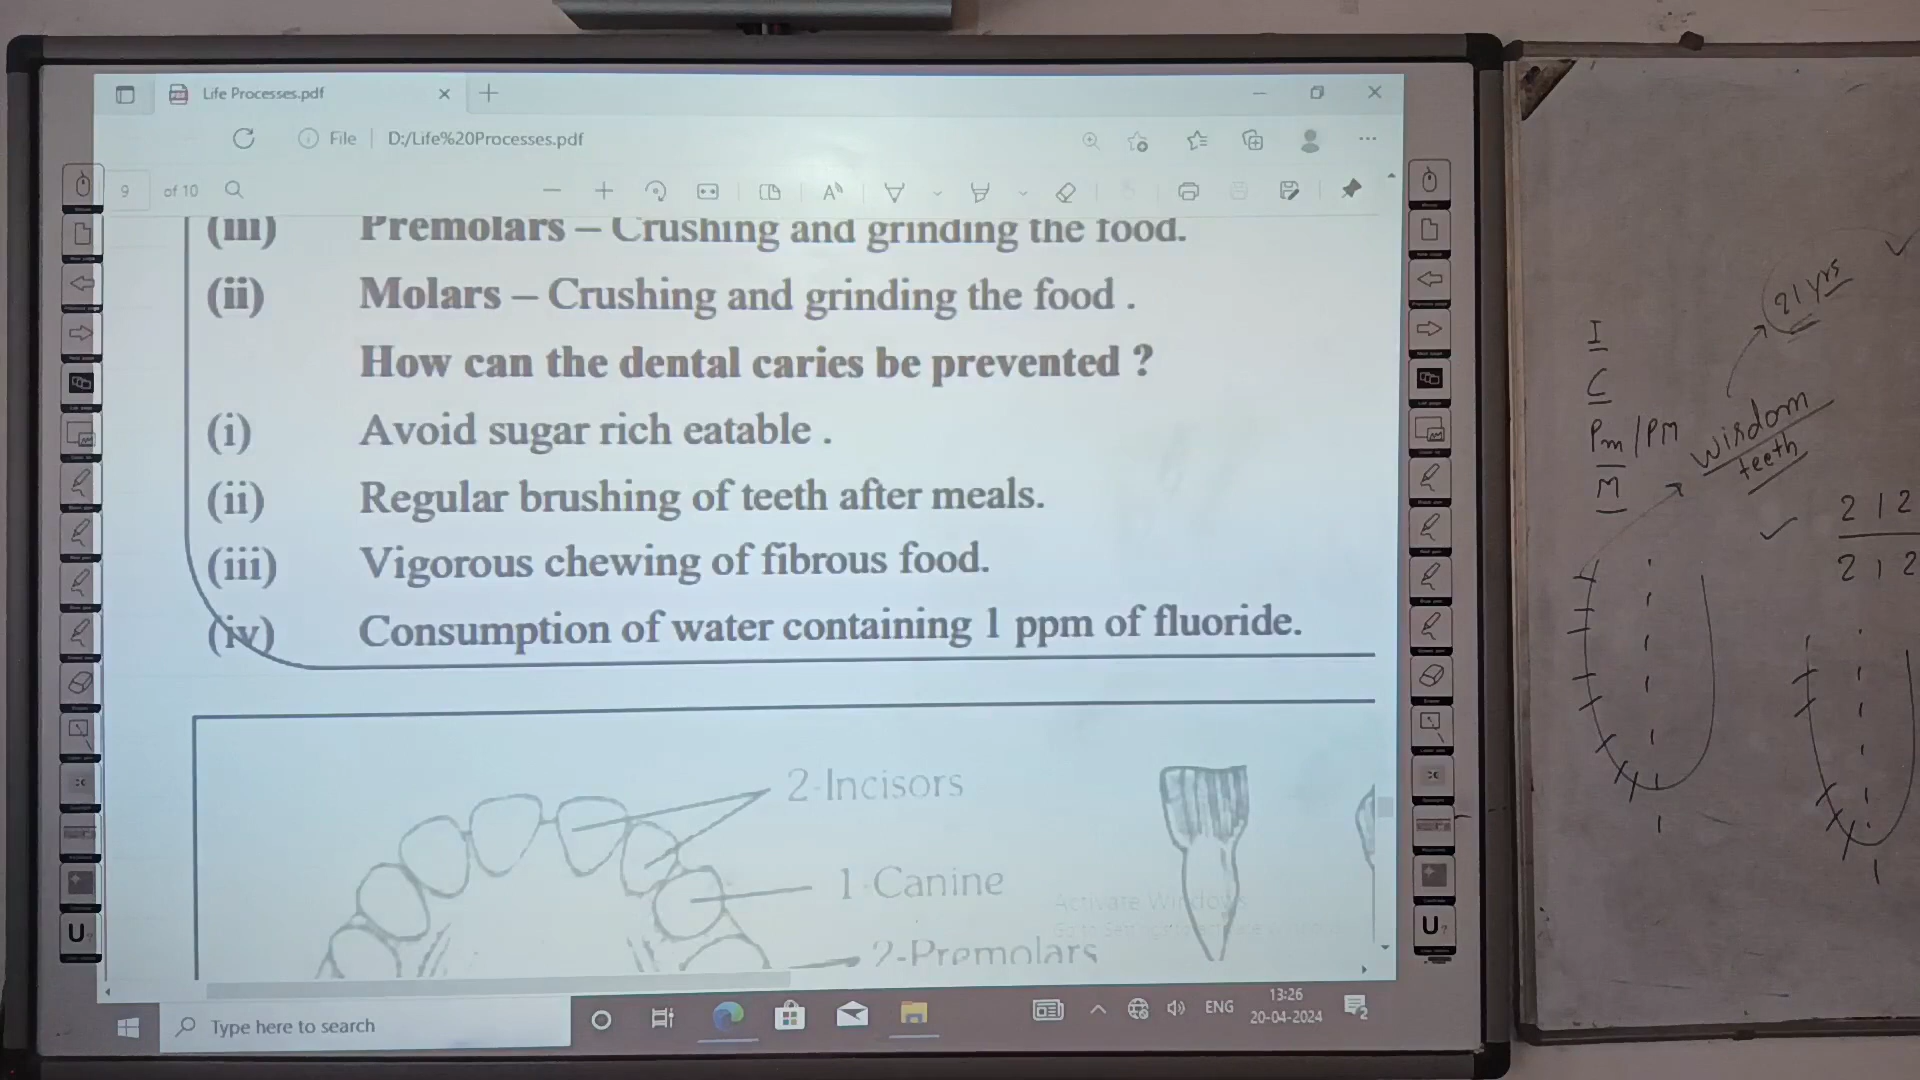 Life Processes.pdf
File D:/Life%20Processes.pdf
9 of 10
(iii) Premolars – Crushing and grinding the food.
(ii) Molars – Crushing and grinding the food .
How can the dental caries be prevented ?
(i) Avoid sugar rich eatable .
(ii) Regular brushing of teeth after meals.
(iii) Vigorous chewing of fibrous food.
(iv) Consumption of water containing 1 ppm of fluoride.
2-Incisors
1-Canine
2-Premolars
Activate Windows
Type here to search
ENG
13:26
20-04-2024
2
U?
U?
21 yrs
I
C
Pm/PM
M
wisdom
teeth
2 1 2
2 1 2